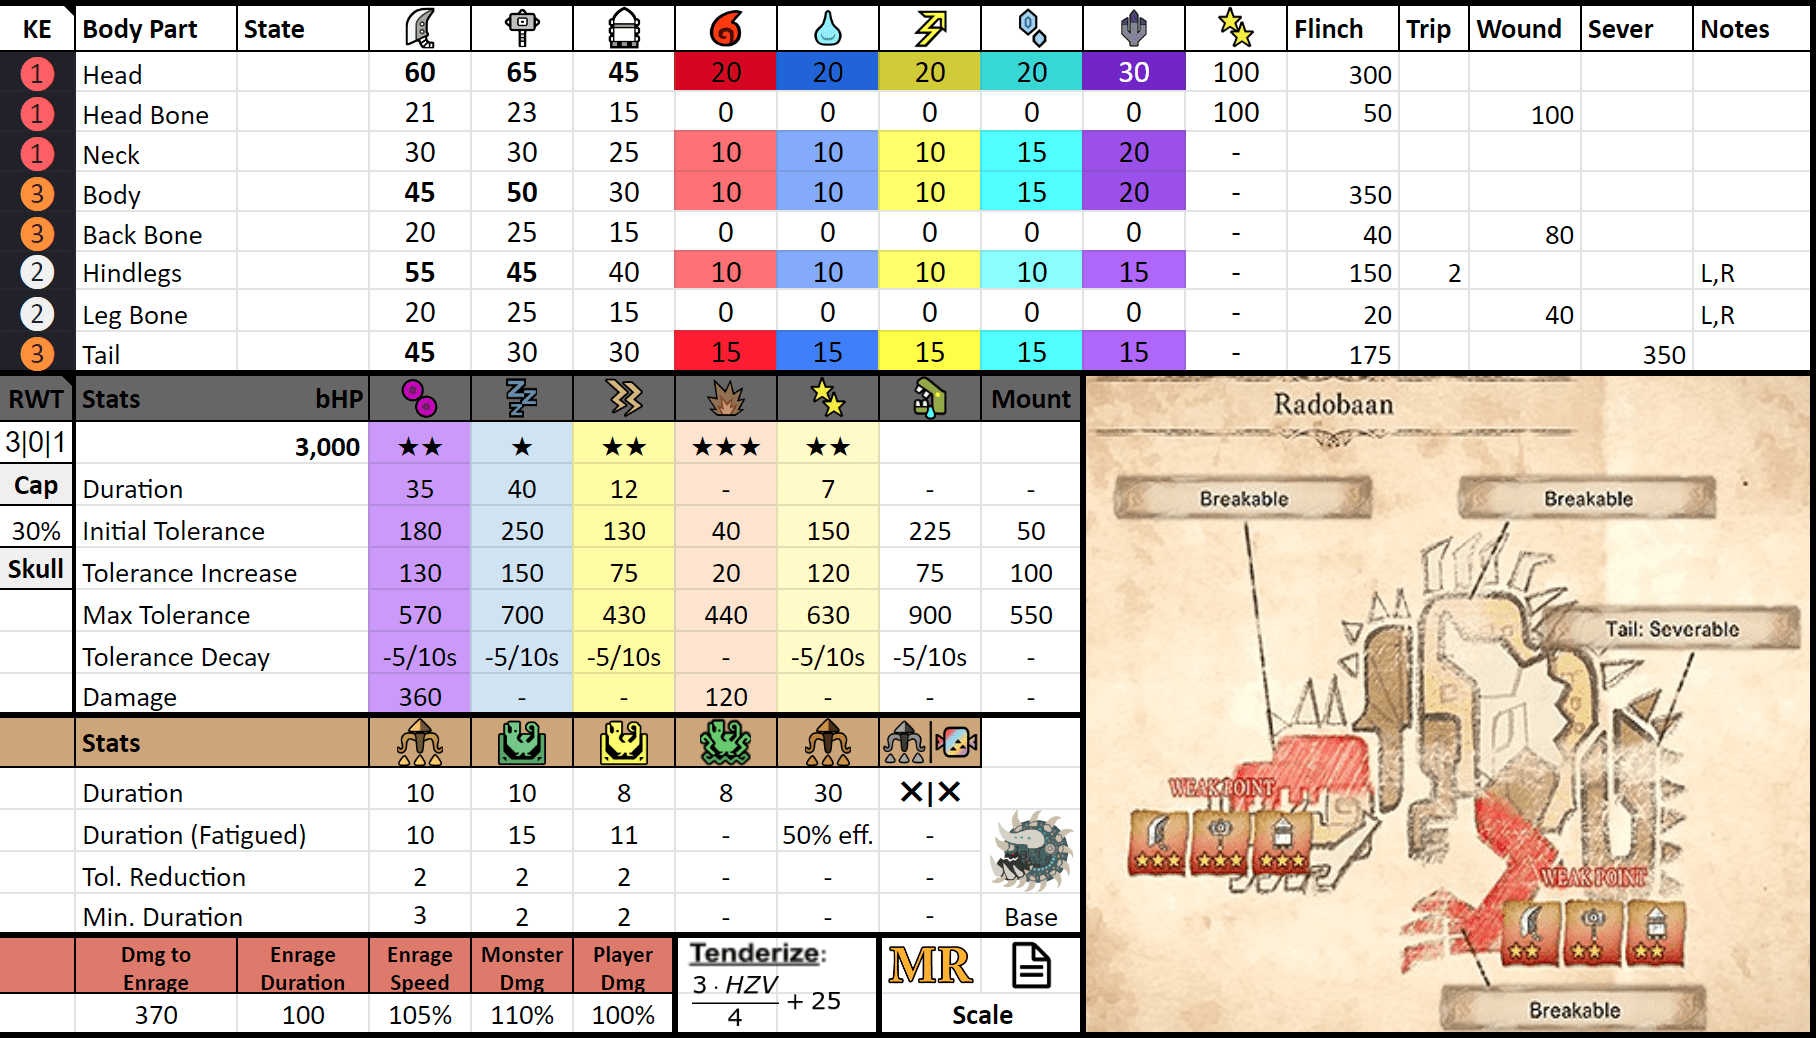 KE Body Part State Flinch Trip Wound Sever Notes
1 Head 60 65 45 20 20 20 20 30 100 300
1 Head Bone 21 23 15 0 0 0 0 0 100 50 100
1 Neck 30 30 25 10 10 10 15 20 -
3 Body 45 50 30 10 10 10 15 20 - 350
3 Back Bone 20 25 15 0 0 0 0 0 - 40 80
2 Hindlegs 55 45 40 10 10 10 10 15 - 150 2 L,R
2 Leg Bone 20 25 15 0 0 0 0 0 - 20 40 L,R
3 Tail 45 30 30 15 15 15 15 15 - 175 350
RWT Stats bHP Mount
3|0|1 3,000 ★★ ★ ★★ ★★★ ★★
Cap Duration 35 40 12 - 7 - -
30% Initial Tolerance 180 250 130 40 150 225 50
Skull Tolerance Increase 130 150 75 20 120 75 100
Max Tolerance 570 700 430 440 630 900 550
Tolerance Decay -5/10s -5/10s -5/10s - -5/10s -5/10s -
Damage 360 - - 120 - - -
Stats
Duration 10 10 8 8 30 ✕|✕
Duration (Fatigued) 10 15 11 - 50% eff. -
Tol. Reduction 2 2 2 - - -
Min. Duration 3 2 2 - - - Base
Dmg to Enrage Enrage Duration Enrage Speed Monster Dmg Player Dmg
370 100 105% 110% 100%
Tenderize:
3 · HZV
4
+ 25
MR
Scale
Radobaan
Breakable
Breakable
Tail: Severable
WEAK POINT
★★★ ★★★ ★★★
WEAK POINT
★★ ★★ ★★
Breakable